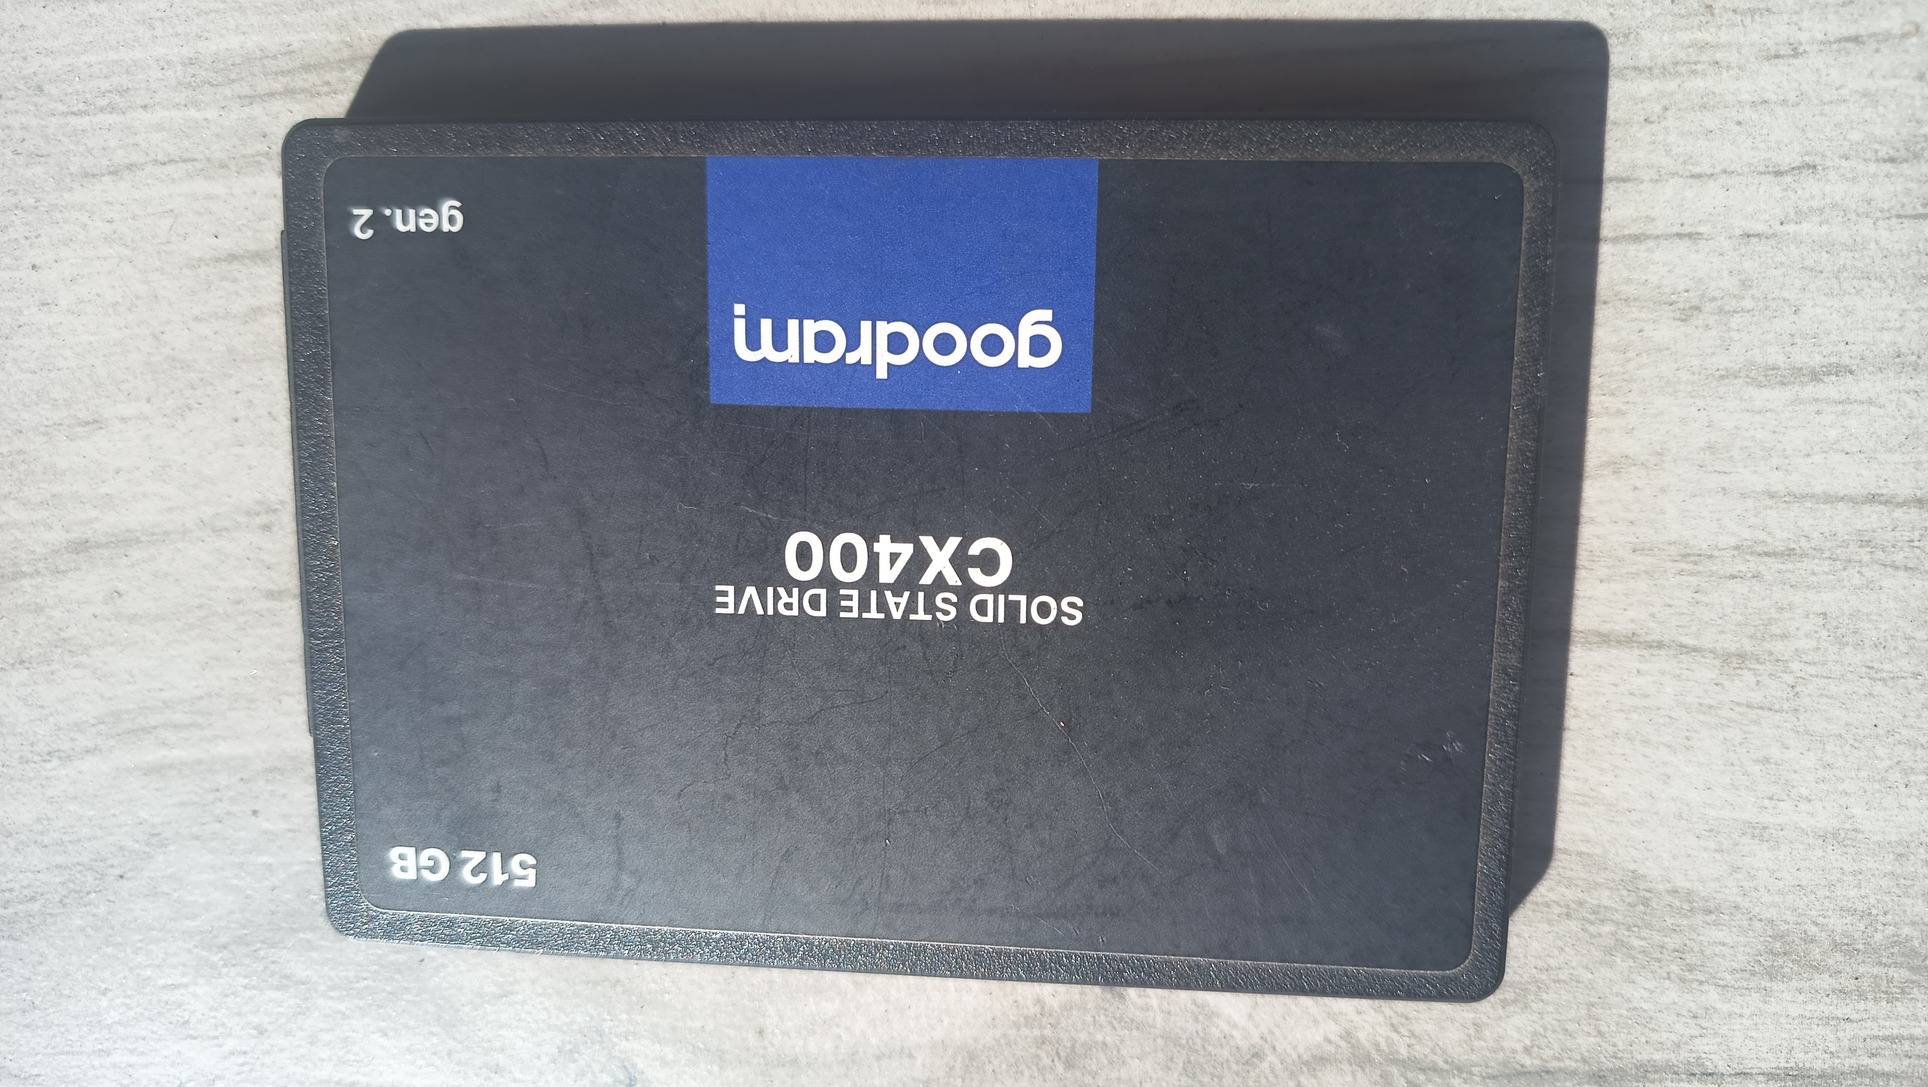 512 GB
SOLID STATE DRIVE
CX400
goodram
gen. 2